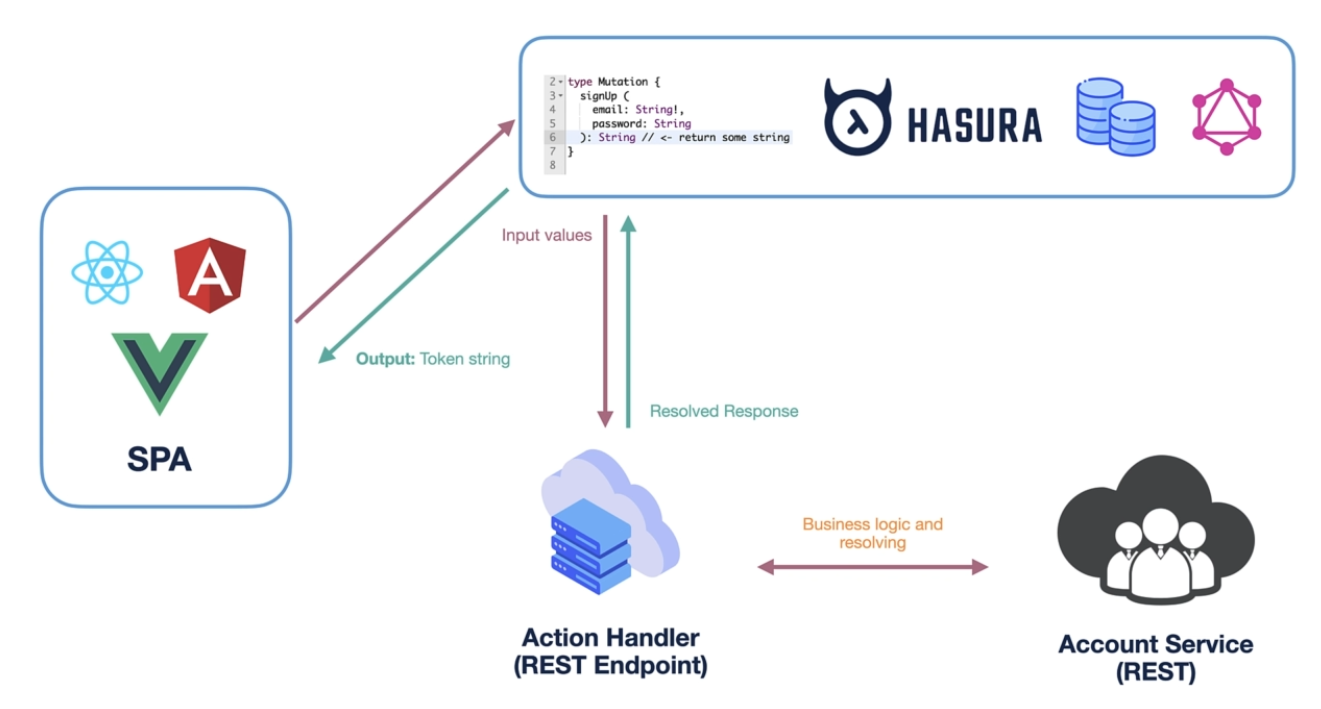 2 type Mutation {
3 signUp (
4 email: String!,
5 password: String
6 ): String // <- return some string
7 }
8
HASURA
Input values
Output: Token string
Resolved Response
SPA
Business logic and
resolving
Action Handler
(REST Endpoint)
Account Service
(REST)